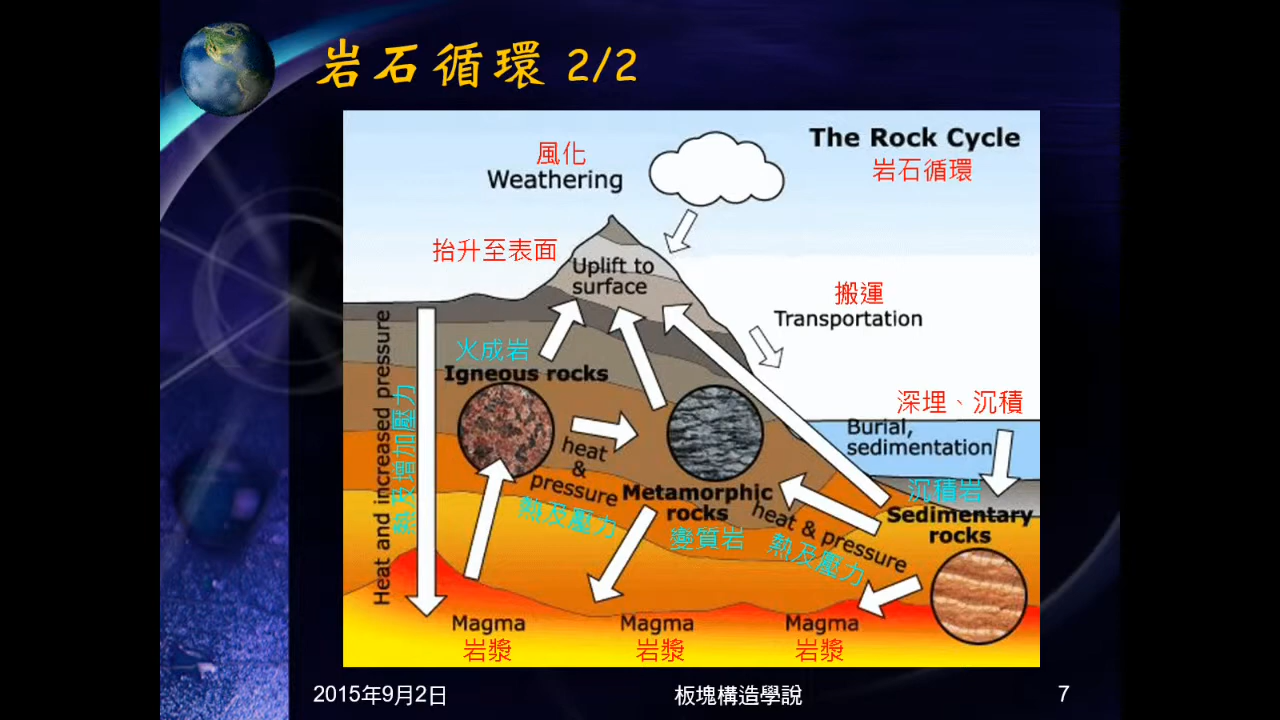 岩石循環 2/2
The Rock Cycle
岩石循環
風化
Weathering
抬升至表面
Uplift to
surface
搬運
Transportation
火成岩
Igneous rocks
深埋、沉積
Burial,
sedimentation
Heat and increased pressure
熱及增加壓力
heat
&
pressure
熱及壓力
Metamorphic
rocks
變質岩
heat & pressure
熱及壓力
沉積岩
Sedimentary
rocks
Magma
岩漿
Magma
岩漿
Magma
岩漿
2015年9月2日
板塊構造學說
7